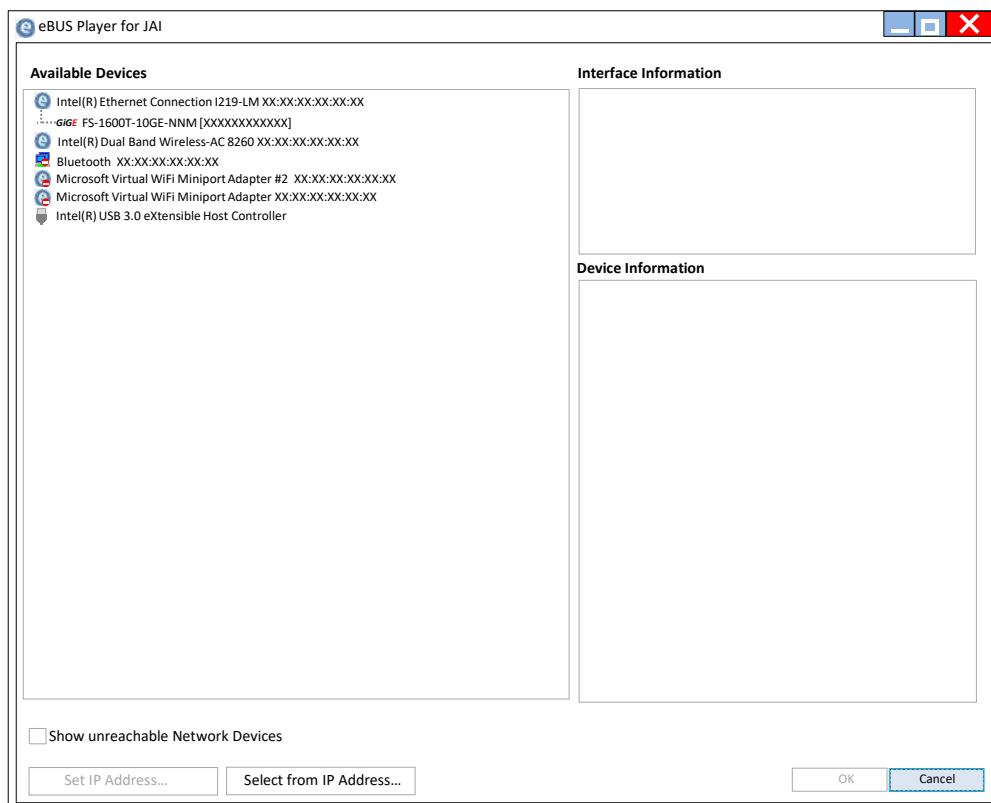 eBUS Player for JAI
Available Devices
Intel(R) Ethernet Connection I219-LM XX:XX:XX:XX:XX:XX
GiGE FS-1600T-10GE-NNM [XXXXXXXXXXXX]
Intel(R) Dual Band Wireless-AC 8260 XX:XX:XX:XX:XX:XX
Bluetooth XX:XX:XX:XX:XX:XX
Microsoft Virtual WiFi Miniport Adapter #2 XX:XX:XX:XX:XX:XX
Microsoft Virtual WiFi Miniport Adapter XX:XX:XX:XX:XX:XX
Intel(R) USB 3.0 eXtensible Host Controller
Interface Information
Device Information
Show unreachable Network Devices
Set IP Address...
Select from IP Address...
OK
Cancel